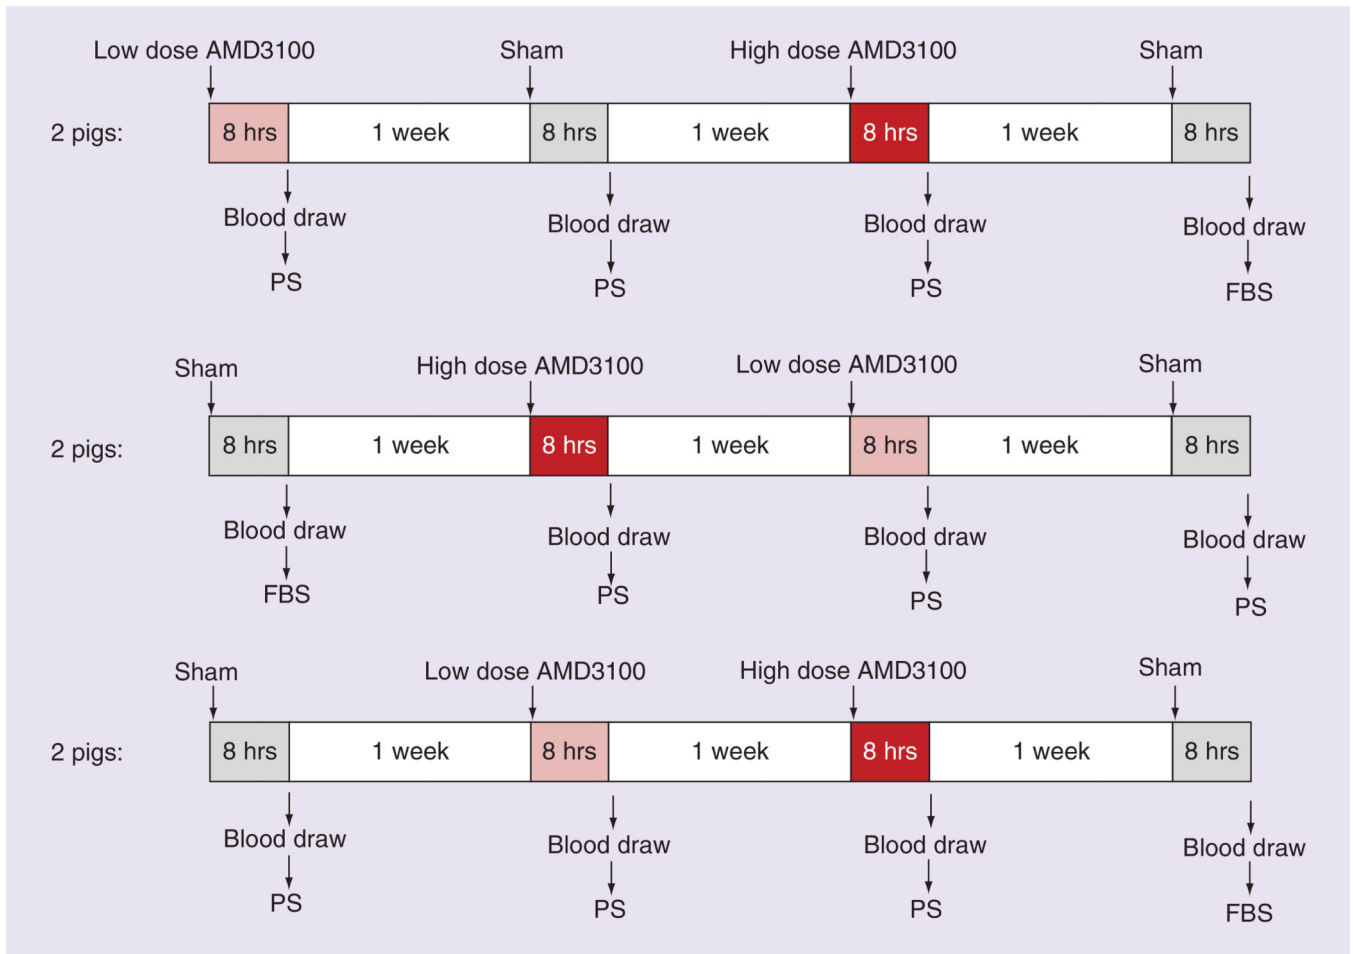 Low dose AMD3100 Sham High dose AMD3100 Sham
2 pigs: 8 hrs 1 week 8 hrs 1 week 8 hrs 1 week 8 hrs
Blood draw Blood draw Blood draw Blood draw
PS PS PS FBS
Sham High dose AMD3100 Low dose AMD3100 Sham
2 pigs: 8 hrs 1 week 8 hrs 1 week 8 hrs 1 week 8 hrs
Blood draw Blood draw Blood draw Blood draw
FBS PS PS PS
Sham Low dose AMD3100 High dose AMD3100 Sham
2 pigs: 8 hrs 1 week 8 hrs 1 week 8 hrs 1 week 8 hrs
Blood draw Blood draw Blood draw Blood draw
PS PS PS FBS